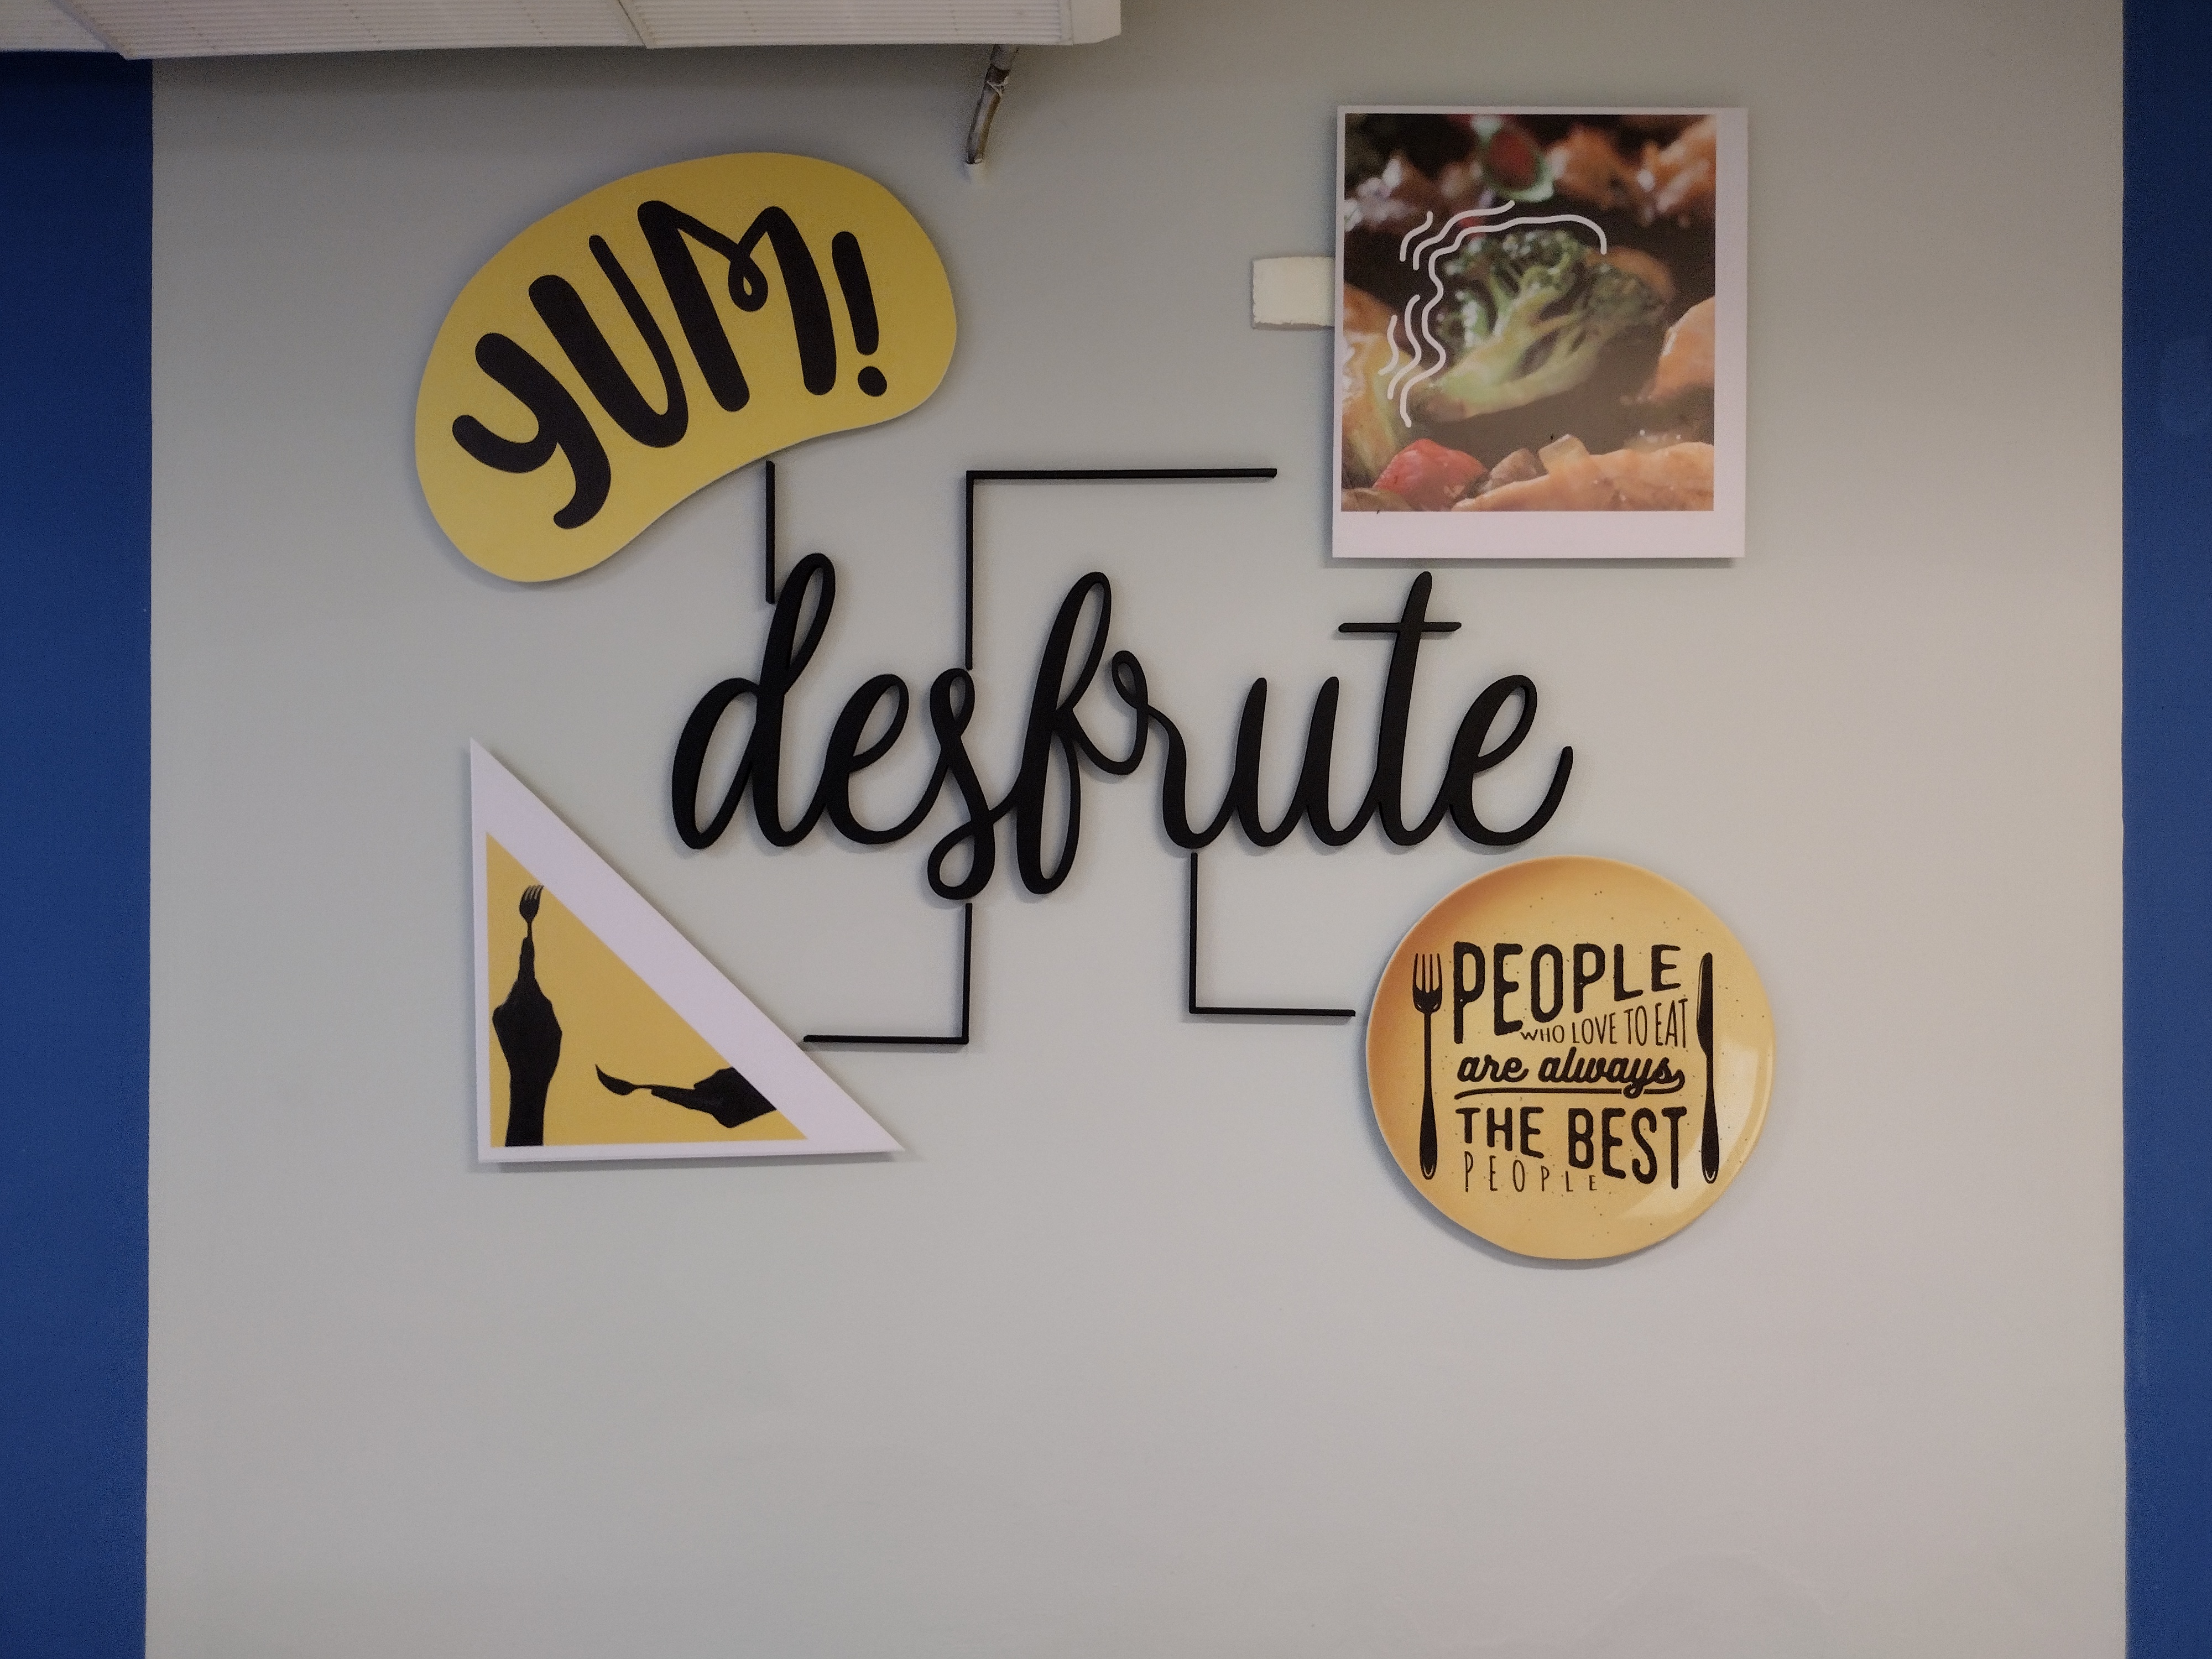 YUM!
desfrute
PEOPLE
WHO LOVE TO EAT
are always
THE BEST
PEOPLE